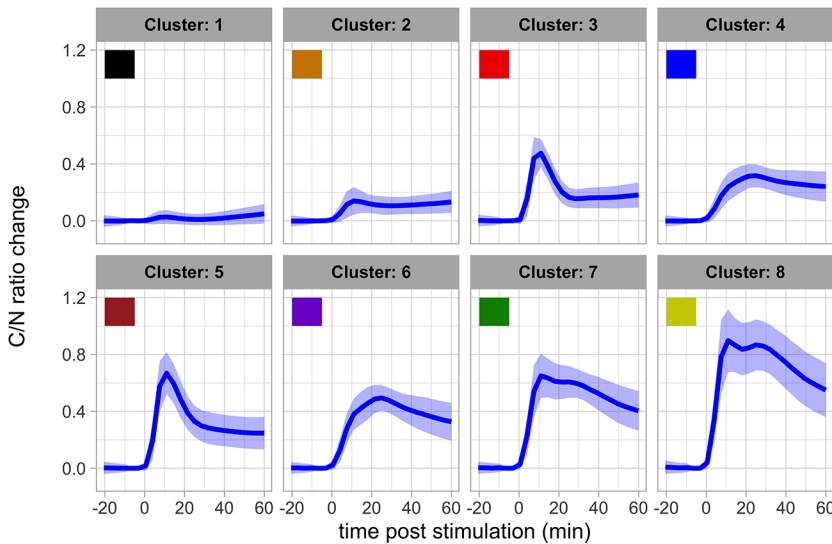 Cluster: 1 Cluster: 2 Cluster: 3 Cluster: 4
1.2
0.8
0.4
0.0
C/N ratio change
Cluster: 5 Cluster: 6 Cluster: 7 Cluster: 8
1.2
0.8
0.4
0.0
-20 0 20 40 60 -20 0 20 40 60 -20 0 20 40 60 -20 0 20 40 60
time post stimulation (min)